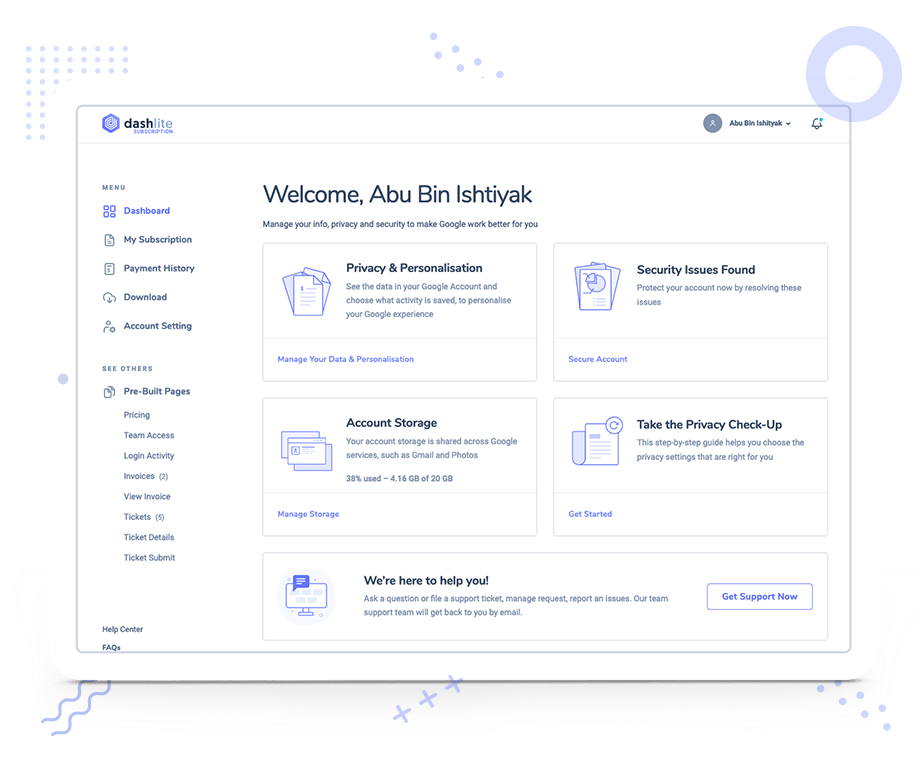 dashlite
SUBSCRIPTION
Abu Bin Ishityak
MENU
Dashboard
My Subscription
Payment History
Download
Account Setting
SEE OTHERS
Pre-Built Pages
Pricing
Team Access
Login Activity
Invoices (2)
View Invoice
Tickets (5)
Ticket Details
Ticket Submit
Help Center
FAQs
Welcome, Abu Bin Ishtiyak
Manage your info, privacy and security to make Google work better for you
Privacy & Personalisation
See the data in your Google Account and
choose what activity is saved, to personalise
your Google experience
Manage Your Data & Personalisation
Security Issues Found
Protect your account now by resolving these
issues
Secure Account
Account Storage
Your account storage is shared across Google
services, such as Gmail and Photos
38% used – 4.16 GB of 20 GB
Manage Storage
Take the Privacy Check-Up
This step-by-step guide helps you choose the
privacy settings that are right for you
Get Started
We're here to help you!
Ask a question or file a support ticket, manage request, report an issues. Our team
support team will get back to you by email.
Get Support Now